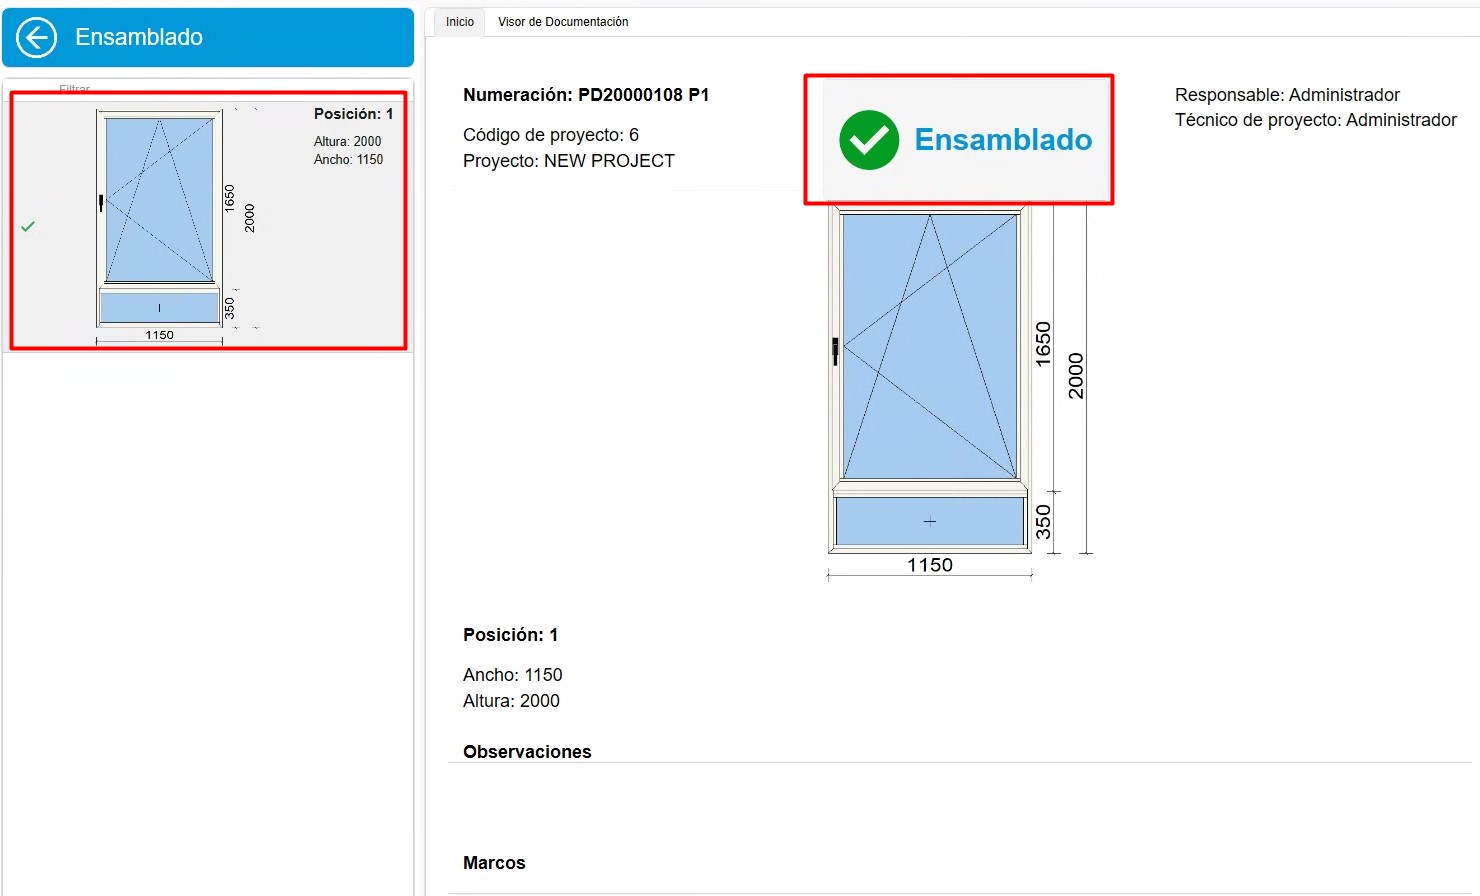 Ensamblado
Filtrar
Posición: 1
Altura: 2000
Ancho: 1150
1650
2000
350
1150
Inicio
Visor de Documentación
Numeración: PD20000108 P1
Código de proyecto: 6
Proyecto: NEW PROJECT
Ensamblado
Responsable: Administrador
Técnico de proyecto: Administrador
1650
2000
350
1150
Posición: 1
Ancho: 1150
Altura: 2000
Observaciones
Marcos